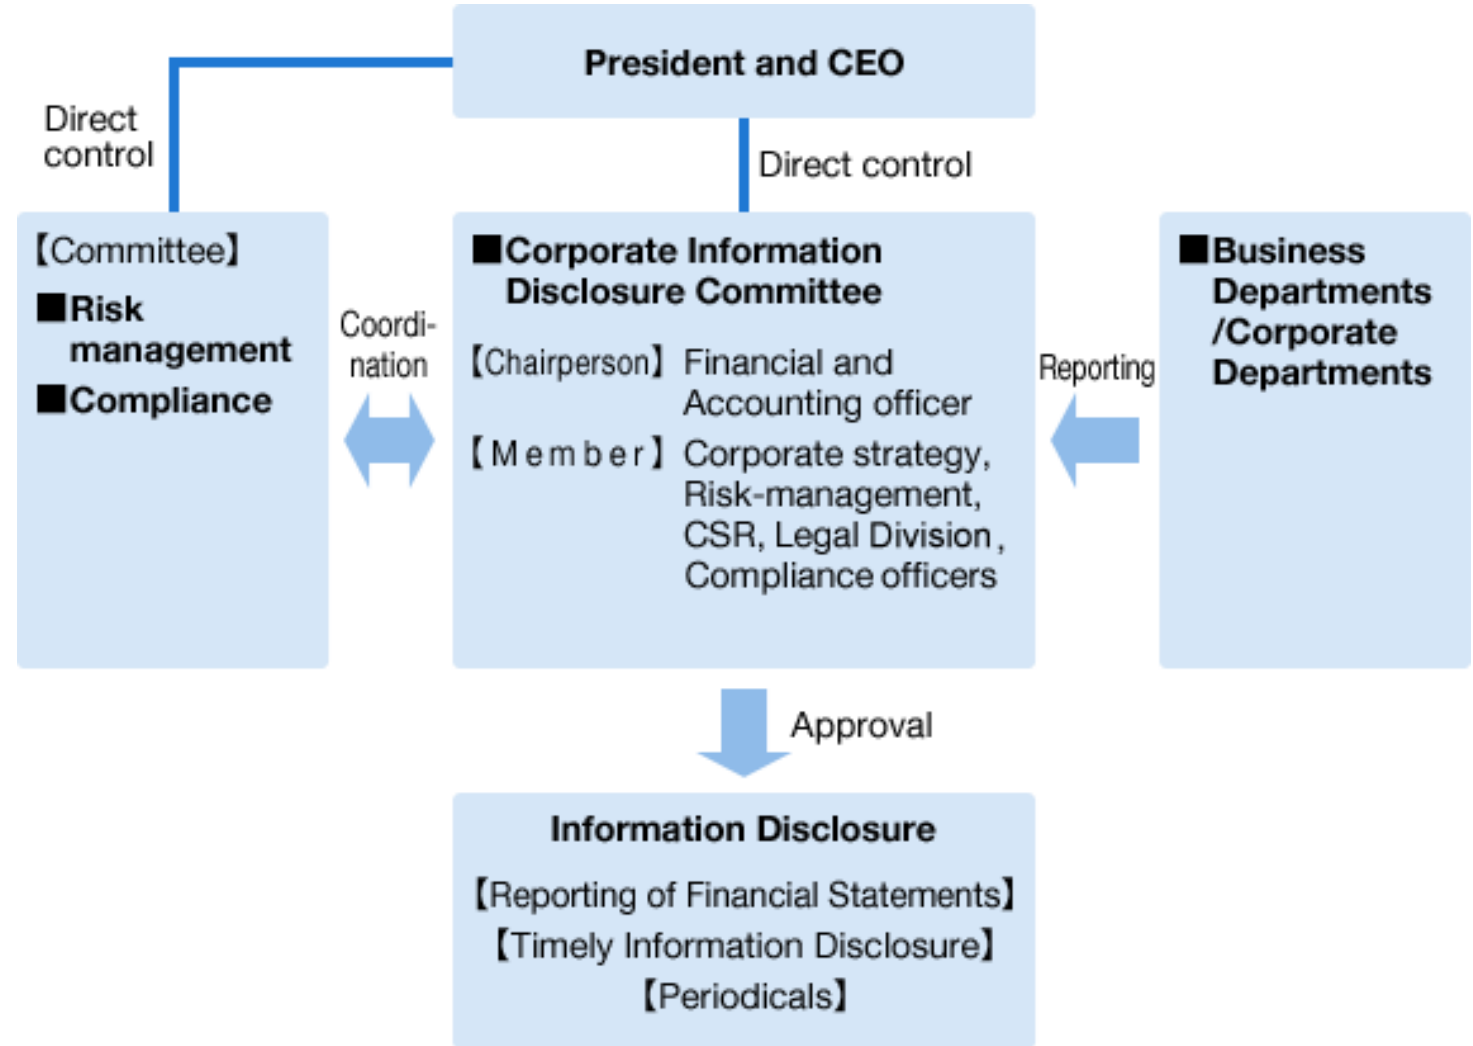 President and CEO
Direct
control
Direct control
【Committee】
■Risk
management
■Compliance
Coordi-
nation
■Corporate Information
Disclosure Committee
【Chairperson】 Financial and
Accounting officer
【Member】 Corporate strategy,
Risk-management,
CSR, Legal Division,
Compliance officers
Reporting
■Business
Departments
/Corporate
Departments
Approval
Information Disclosure
【Reporting of Financial Statements】
【Timely Information Disclosure】
【Periodicals】